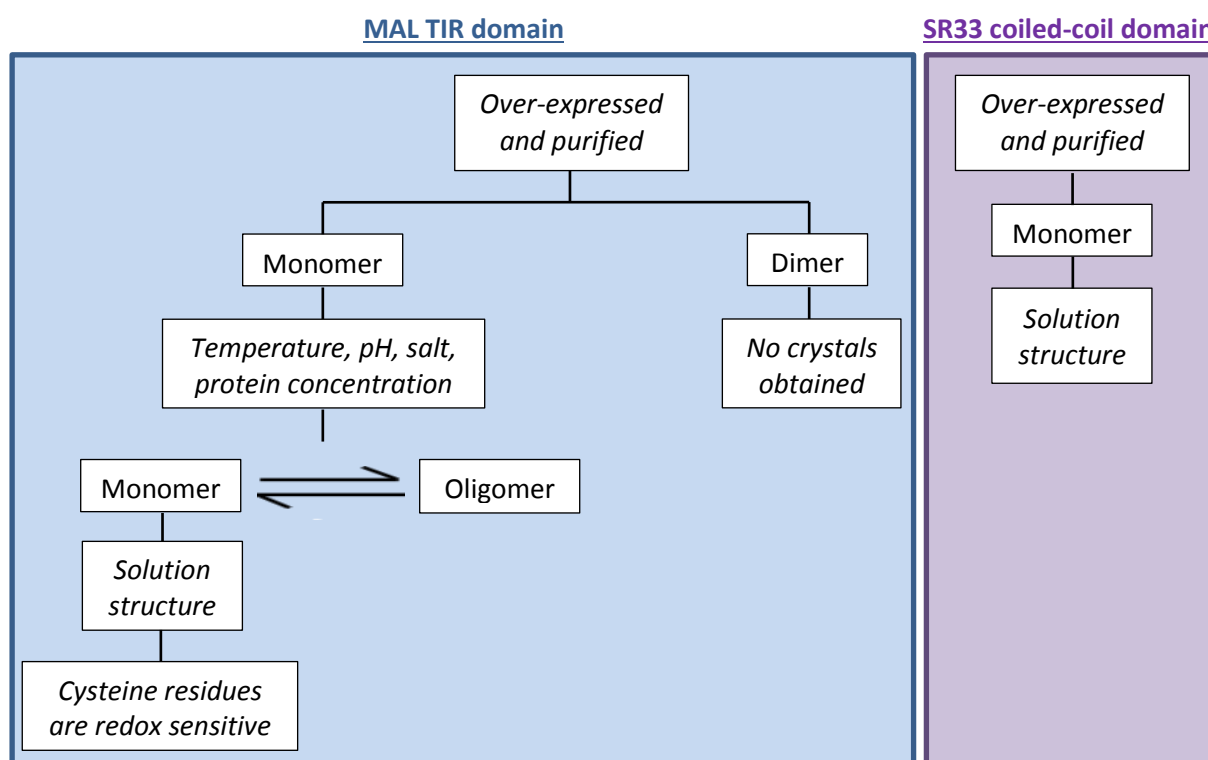 MAL TIR domain
Over-expressed
and purified
Monomer
Dimer
Temperature, pH, salt,
protein concentration
No crystals
obtained
Monomer
Oligomer
Solution
structure
Cysteine residues
are redox sensitive
SR33 coiled-coil domain
Over-expressed
and purified
Monomer
Solution
structure